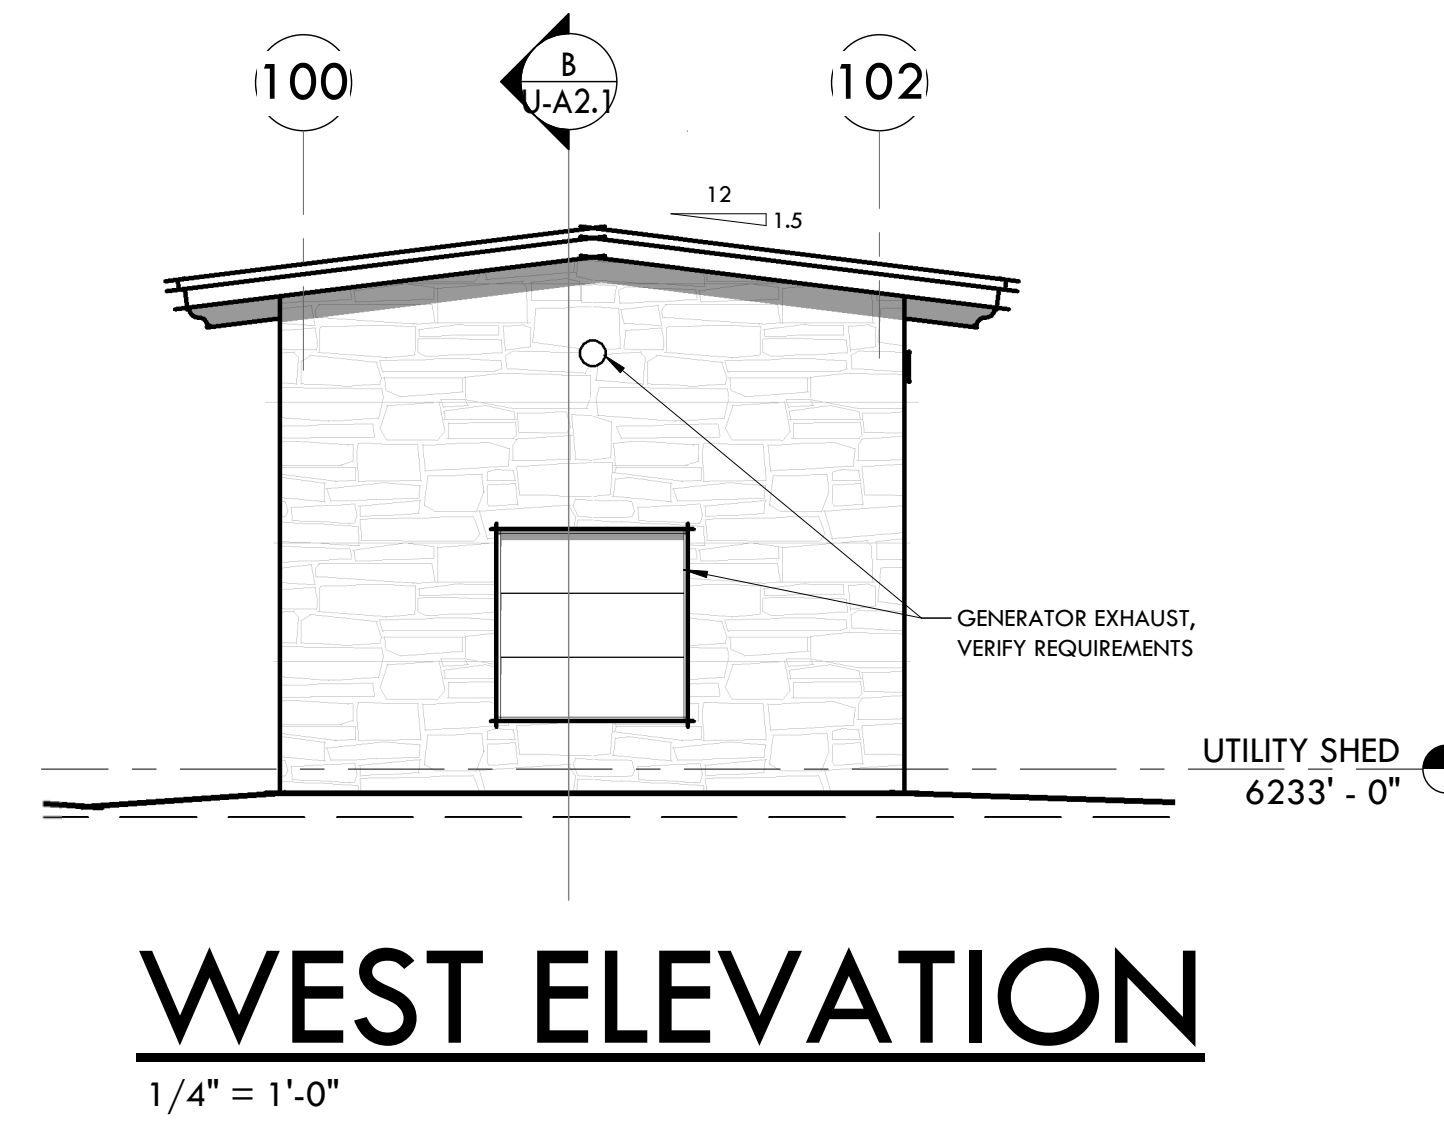 100
B
U-A2.1
102
12
1.5
GENERATOR EXHAUST,
VERIFY REQUIREMENTS
UTILITY SHED
6233' - 0"
WEST ELEVATION
1/4" = 1'-0"